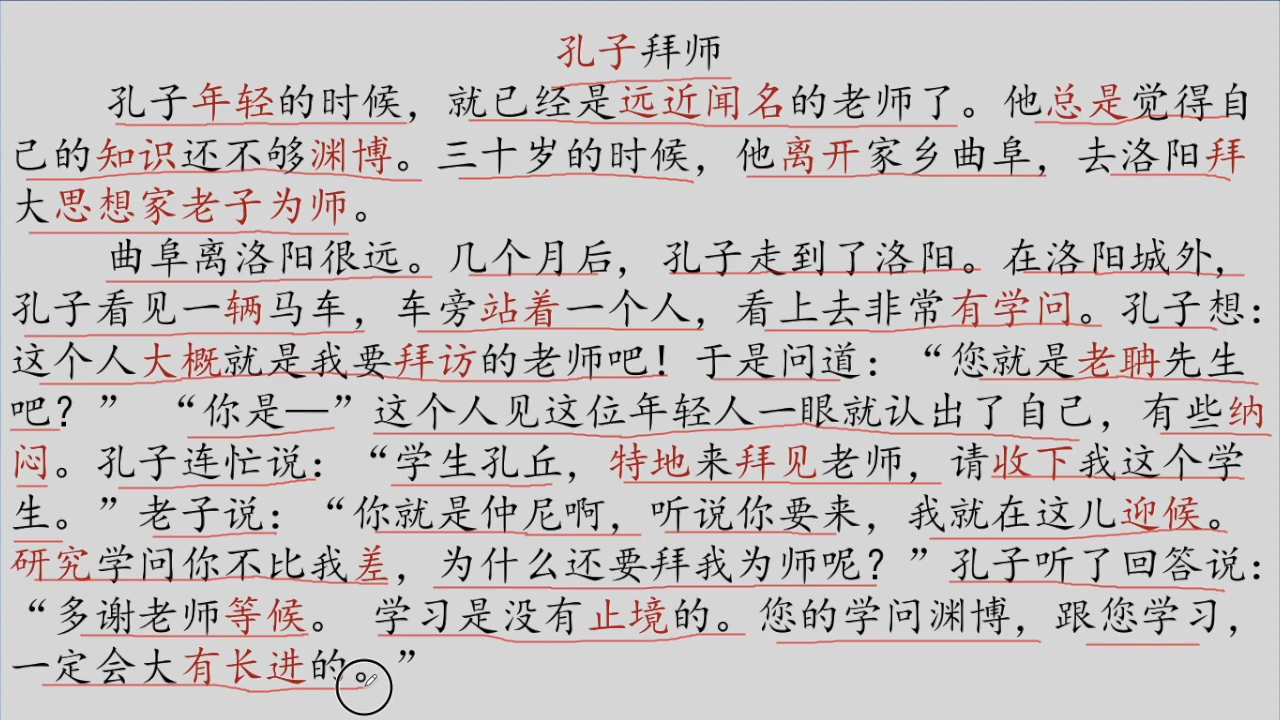 孔子拜师
孔子年轻的时候，就已经是远近闻名的老师了。他总是觉得自
己的知识还不够渊博。三十岁的时候，他离开家乡曲阜，去洛阳拜
大思想家老子为师。
曲阜离洛阳很远。几个月后，孔子走到了洛阳。在洛阳城外，
孔子看见一辆马车，车旁站着一个人，看上去非常有学问。孔子想：
这个人大概就是我要拜访的老师吧！于是问道：“您就是老聃先生
吧？” “你是—”这个人见这位年轻人一眼就认出了自己，有些纳
闷。孔子连忙说：“学生孔丘，特地来拜见老师，请收下我这个学
生。”老子说：“你就是仲尼啊，听说你要来，我就在这儿迎候。
研究学问你不比我差，为什么还要拜我为师呢？”孔子听了回答说：
“多谢老师等候。 学习是没有止境的。您的学问渊博，跟您学习，
一定会大有长进的。”